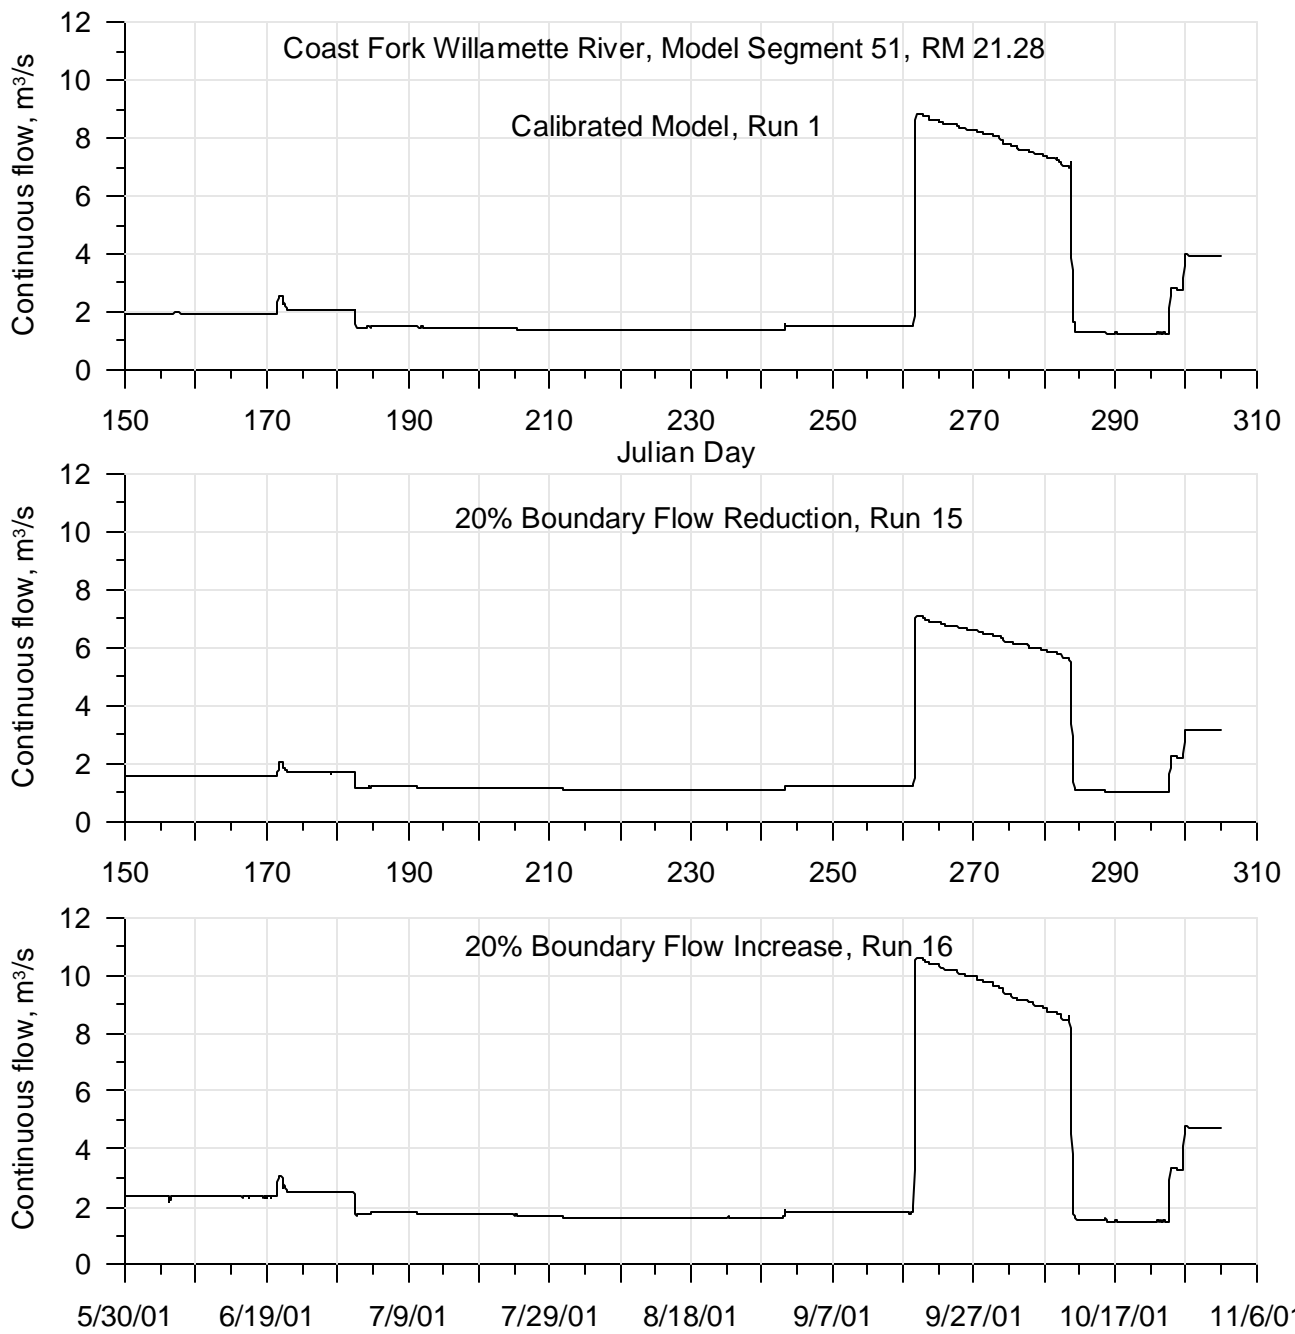 12
10
8
6
4
2
0
Continuous flow, m³/s
Coast Fork Willamette River, Model Segment 51, RM 21.28
Calibrated Model, Run 1
150 170 190 210 230 250 270 290 310
Julian Day
12
10
8
6
4
2
0
Continuous flow, m³/s
20% Boundary Flow Reduction, Run 15
150 170 190 210 230 250 270 290 310
12
10
8
6
4
2
0
Continuous flow, m³/s
20% Boundary Flow Increase, Run 16
5/30/01 6/19/01 7/9/01 7/29/01 8/18/01 9/7/01 9/27/01 10/17/01 11/6/01